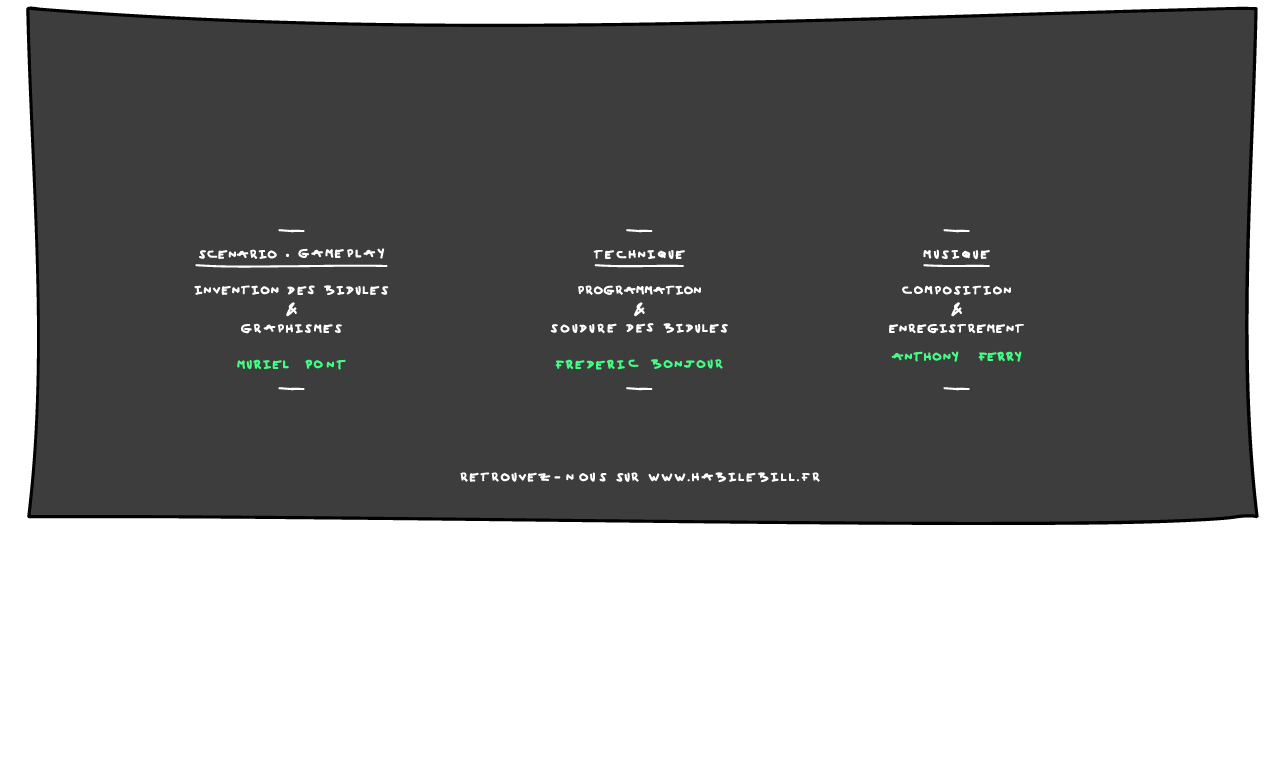 SCENARIO . GAMEPLAY
INVENTION DES BIDULES
&
GRAPHISMES
MURIEL PONT
TECHNIQUE
PROGRAMMATION
&
SOUDURE DES BIDULES
FREDERIC BONJOUR
MUSIQUE
COMPOSITION
&
ENREGISTREMENT
ANTHONY FERRY
RETROUVEZ-NOUS SUR WWW.HABILEBILL.FR